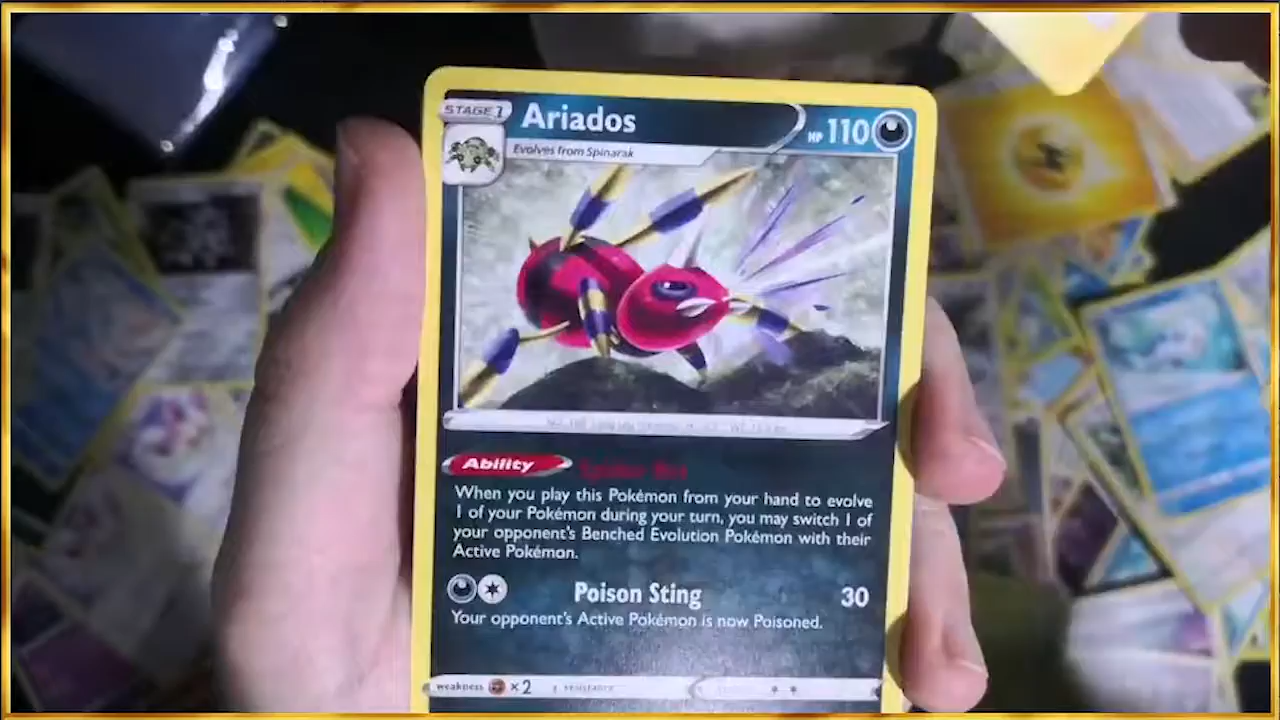 STAGE 1
Ariados
HP 110
Evolves from Spinarak
Ability
When you play this Pokémon from your hand to evolve
1 of your Pokémon during your turn, you may switch 1 of
your opponent's Benched Evolution Pokémon with their
Active Pokémon.
Poison Sting 30
Your opponent's Active Pokémon is now Poisoned.
weakness ×2 resistance